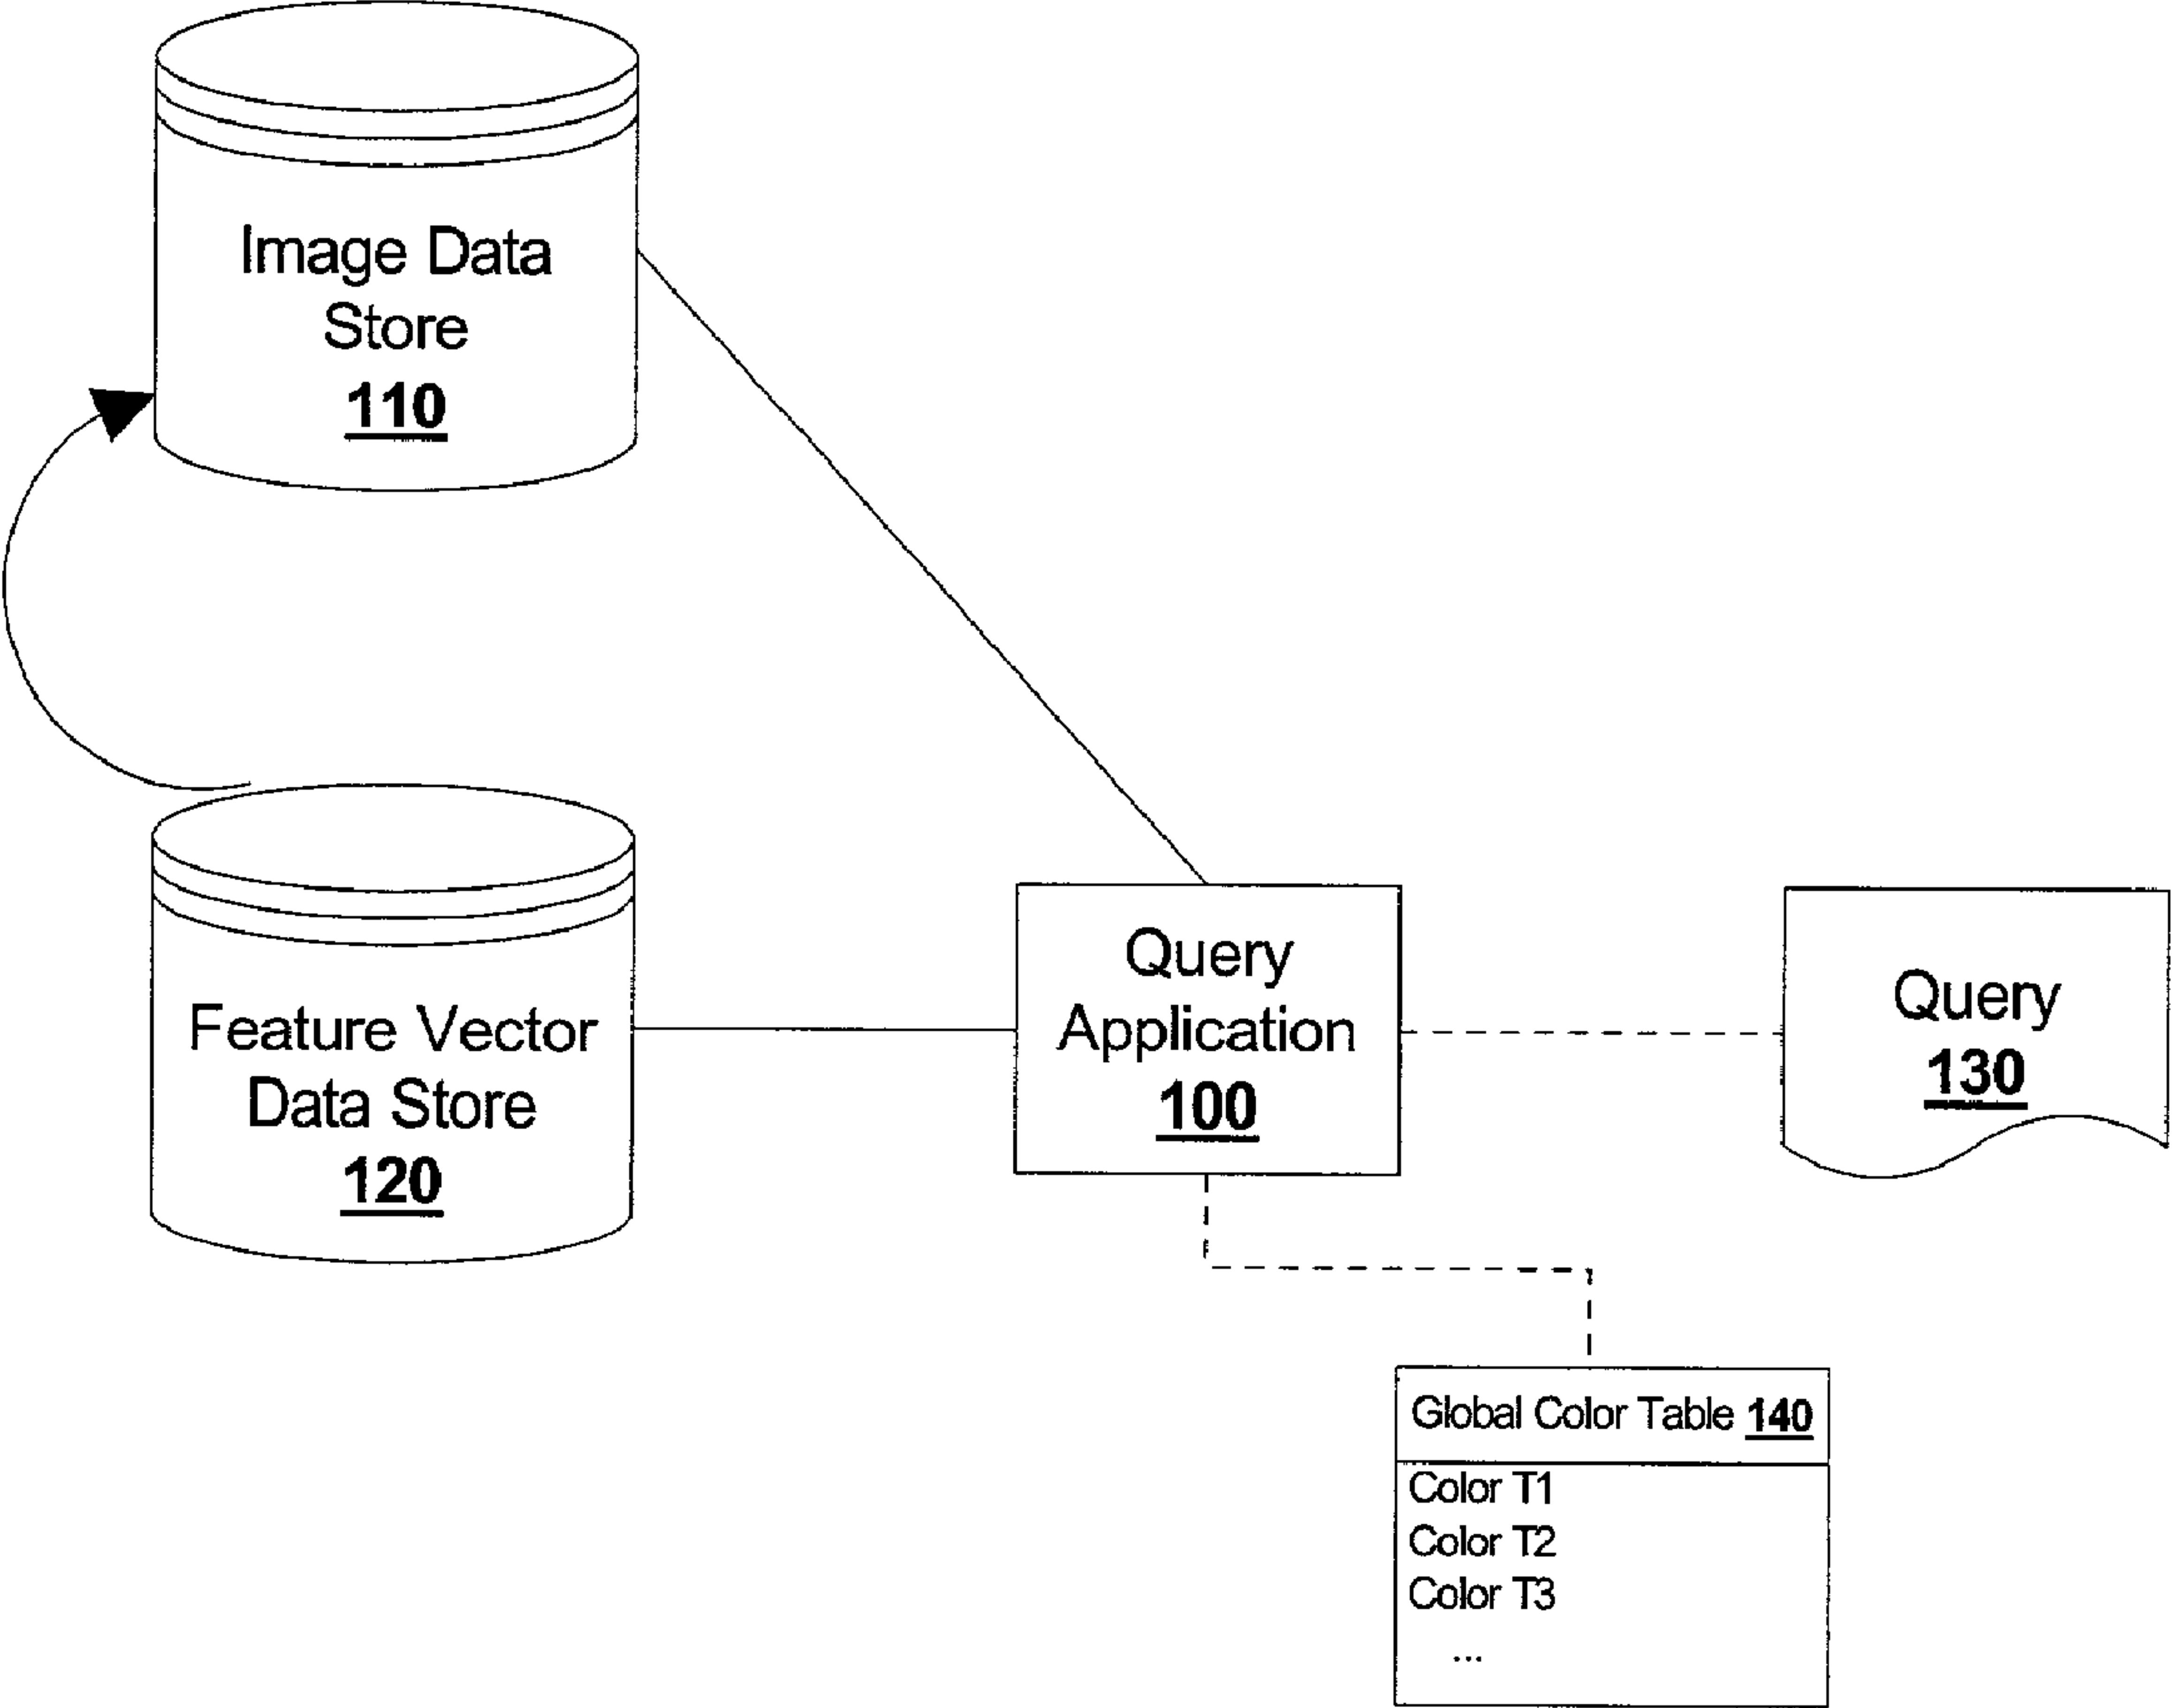 Image Data
Store
110
Feature Vector
Data Store
120
Query
Application
100
Query
130
Global Color Table 140
Color T1
Color T2
Color T3
...